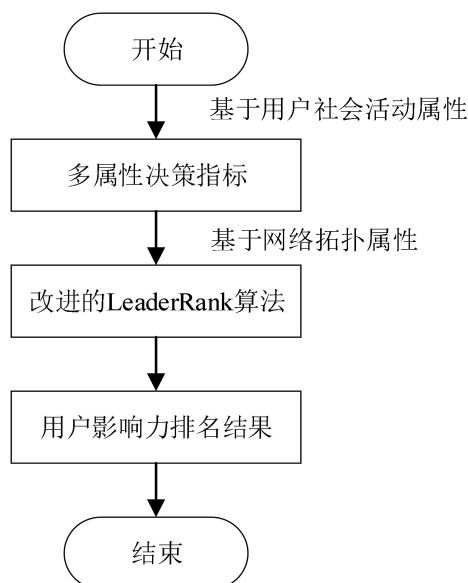 开始
基于用户社会活动属性
多属性决策指标
基于网络拓扑属性
改进的LeaderRank算法
用户影响力排名结果
结束